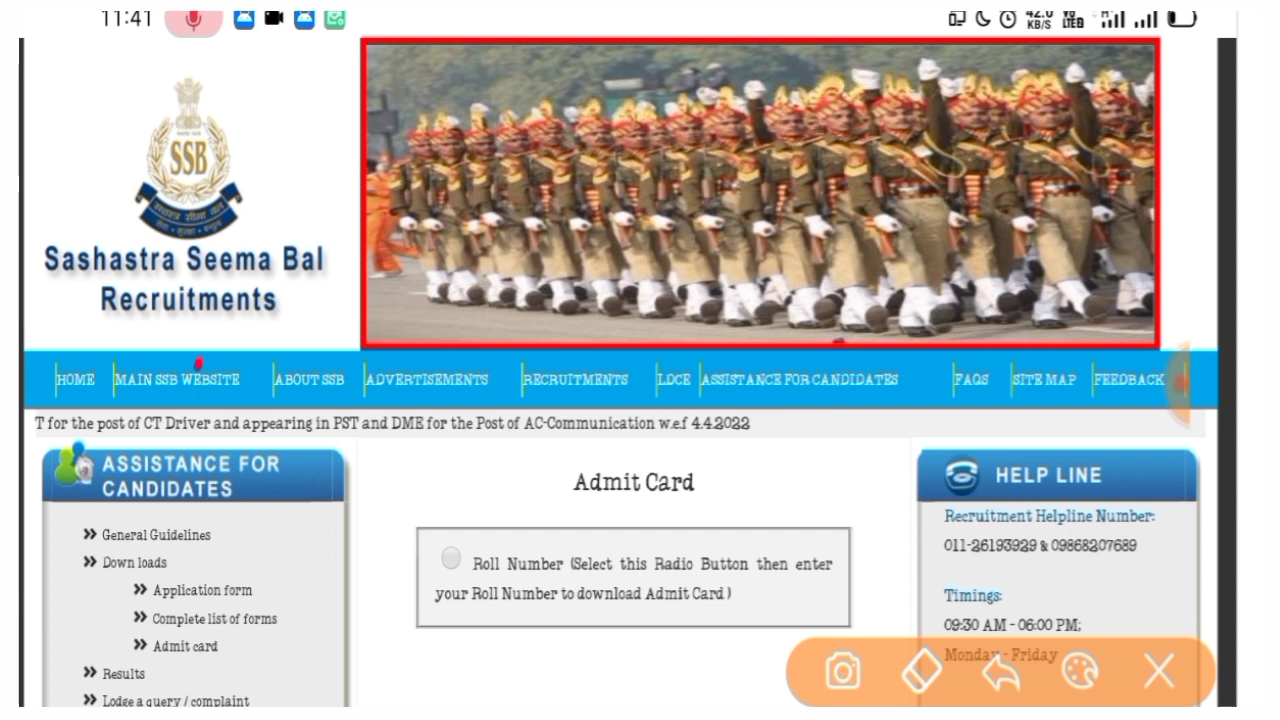 11:41
42.0 KB/S
Vo LTE
SSB
Sashastra Seema Bal
Recruitments
HOME MAIN SSB WEBSITE ABOUT SSB ADVERTISEMENTS RECRUITMENTS LDCE ASSISTANCE FOR CANDIDATES FAQS SITE MAP FEEDBACK
T for the post of CT Driver and appearing in PST and DME for the Post of AC-Communication w.e.f 4.4.2022
ASSISTANCE FOR
CANDIDATES
General Guidelines
Down loads
Application form
Complete list of forms
Admit card
Results
Lodge a query / complaint
Admit Card
Roll Number (Select this Radio Button then enter
your Roll Number to download Admit Card )
HELP LINE
Recruitment Helpline Number:
011-26193929 & 09868207689
Timings:
09:30 AM - 06:00 PM;
Monday - Friday